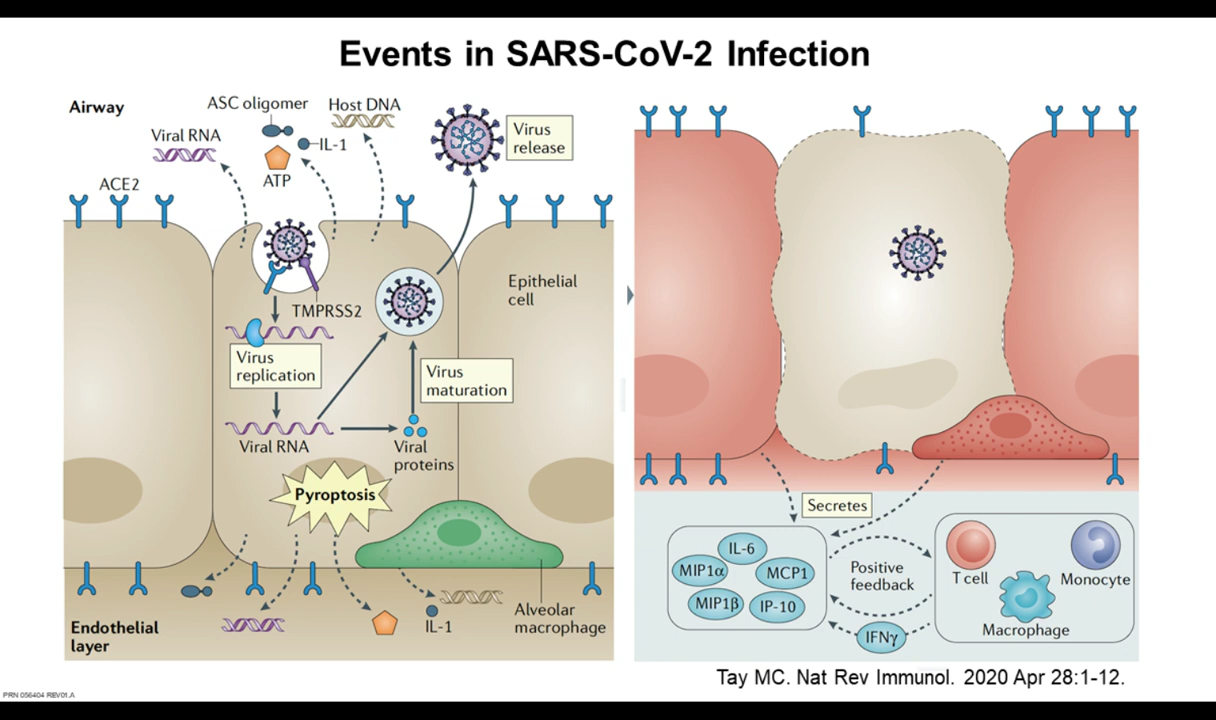 Events in SARS-CoV-2 Infection
Airway
ASC oligomer
Host DNA
Viral RNA
IL-1
ATP
Virus
release
ACE2
Epithelial
cell
TMPRSS2
Virus
replication
Virus
maturation
Viral RNA
Viral
proteins
Pyroptosis
Alveolar
macrophage
IL-1
Endothelial
layer
Secretes
IL-6
MIP1α
MCP1
MIP1β
IP-10
Positive
feedback
IFNγ
T cell
Monocyte
Macrophage
Tay MC. Nat Rev Immunol. 2020 Apr 28:1-12.
PRN 056404 REV01.A